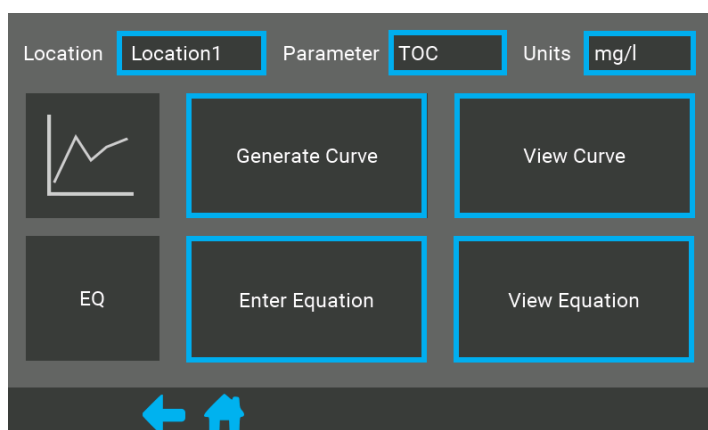 Location Location1 Parameter TOC Units mg/l
Generate Curve View Curve
EQ Enter Equation View Equation